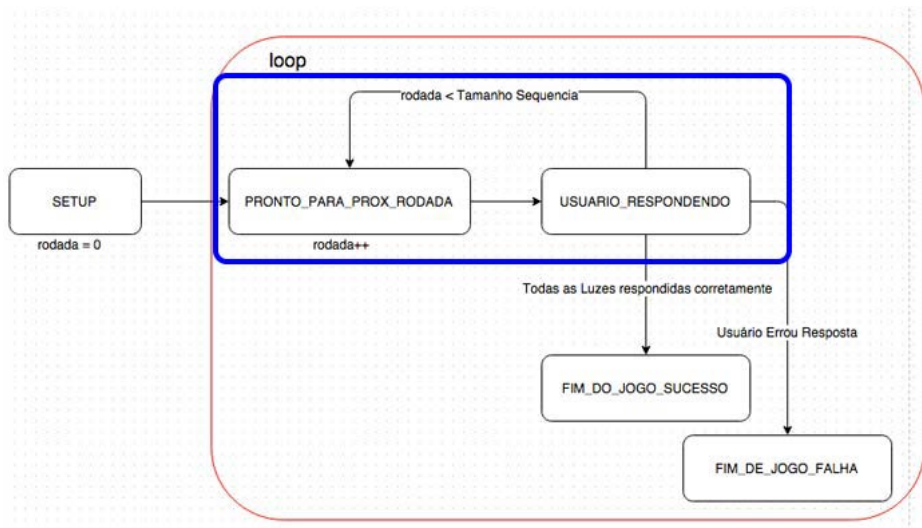 loop
rodada < Tamanho Sequencia
SETUP
PRONTO_PARA_PROX_RODADA
USUARIO_RESPONDENDO
rodada = 0
rodada++
Todas as Luzes respondidas corretamente
Usuário Errou Resposta
FIM_DO_JOGO_SUCESSO
FIM_DE_JOGO_FALHA